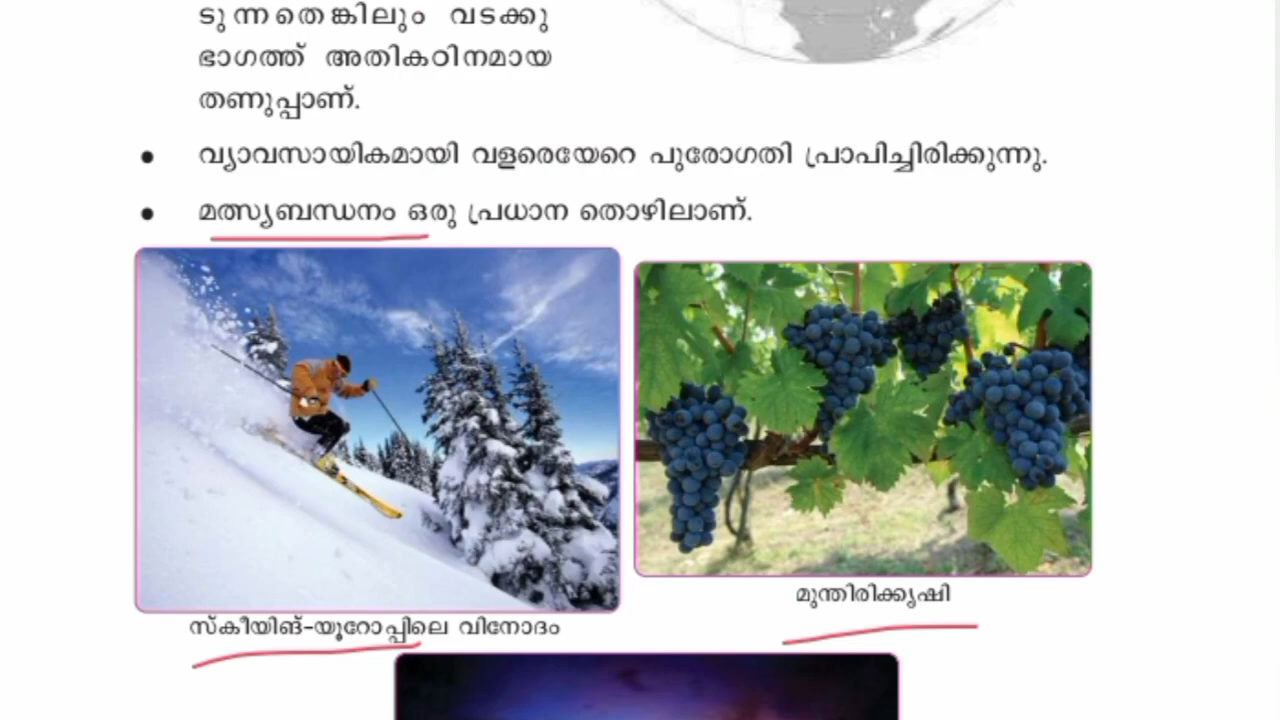 ടുന്നതെങ്കിലും വടക്കു
ഭാഗത്ത് അതികഠിനമായ
തണുപ്പാണ്.
• വ്യാവസായികമായി വളരെയേറെ പുരോഗതി പ്രാപിച്ചിരിക്കുന്നു.
• മത്സ്യബന്ധനം ഒരു പ്രധാന തൊഴിലാണ്.
മുന്തിരിക്കൃഷി
സ്കീയിങ്-യൂറോപ്പിലെ വിനോദം